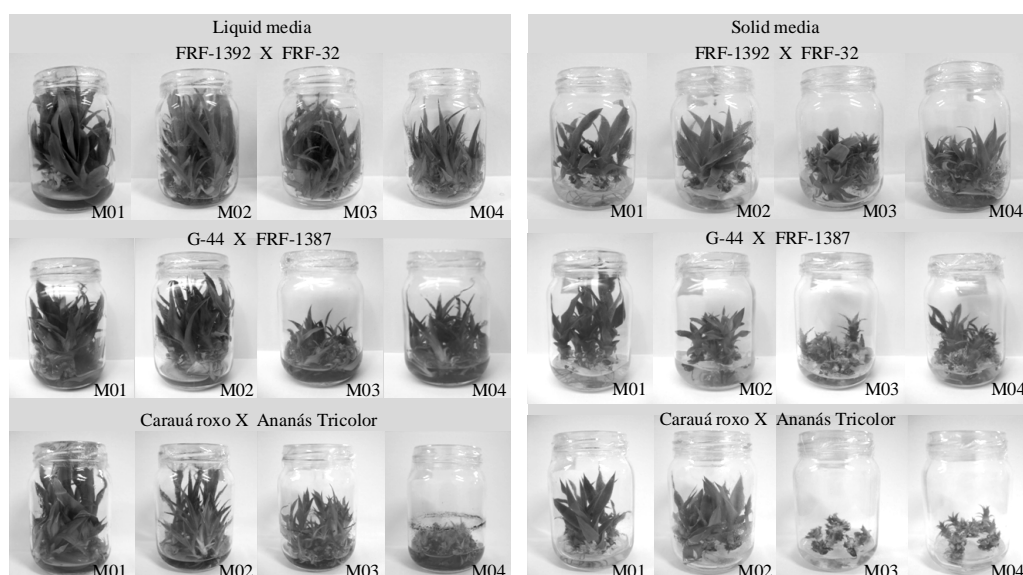 Liquid media
FRF-1392 X FRF-32
M01 M02 M03 M04
G-44 X FRF-1387
M01 M02 M03 M04
Carauá roxo X Ananás Tricolor
M01 M02 M03 M04
Solid media
FRF-1392 X FRF-32
M01 M02 M03 M04
G-44 X FRF-1387
M01 M02 M03 M04
Carauá roxo X Ananás Tricolor
M01 M02 M03 M04